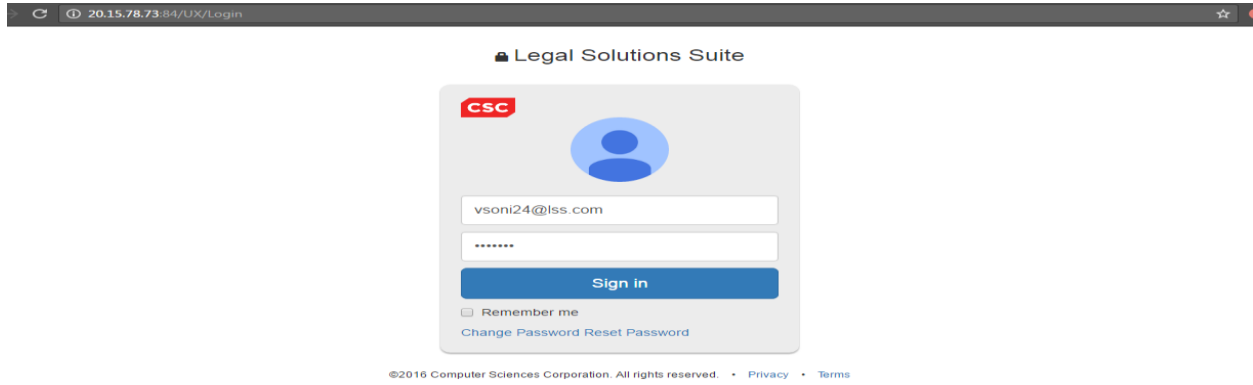 20.15.78.73:84/UX/Login
Legal Solutions Suite
CSC
vsoni24@lss.com
•••••••
Sign in
Remember me
Change Password Reset Password
©2016 Computer Sciences Corporation. All rights reserved. • Privacy • Terms